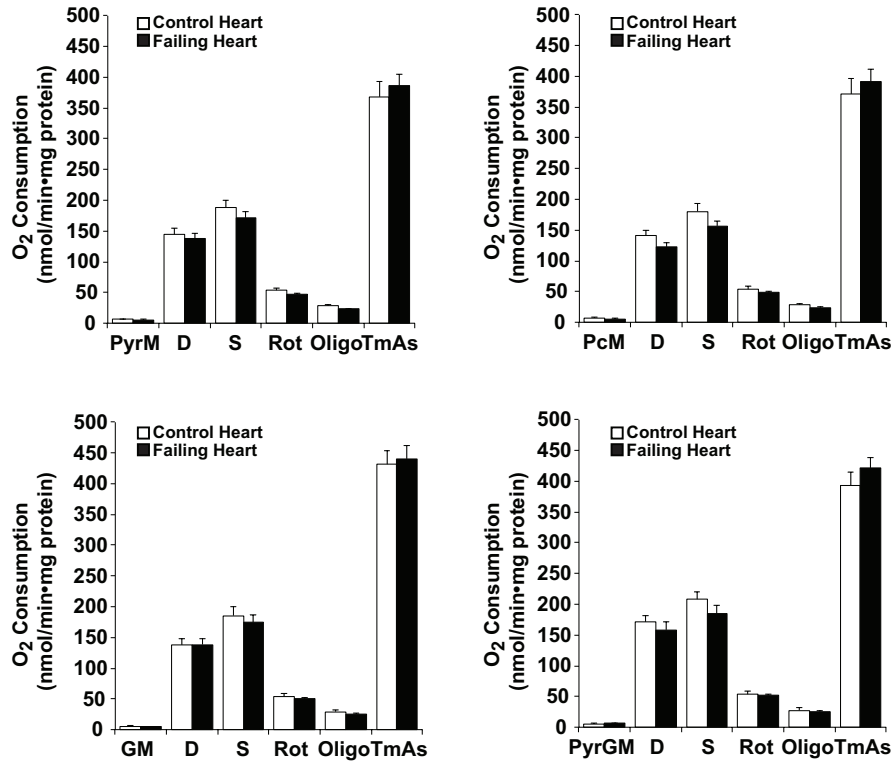 500
450
400
350
300
250
200
150
100
50
0
O2 Consumption
(nmol/min•mg protein)
Control Heart
Failing Heart
PyrM D S Rot OligoTmAs
500
450
400
350
300
250
200
150
100
50
0
O2 Consumption
(nmol/min•mg protein)
Control Heart
Failing Heart
PcM D S Rot OligoTmAs
500
450
400
350
300
250
200
150
100
50
0
O2 Consumption
(nmol/min•mg protein)
Control Heart
Failing Heart
GM D S Rot OligoTmAs
500
450
400
350
300
250
200
150
100
50
0
O2 Consumption
(nmol/min•mg protein)
Control Heart
Failing Heart
PyrGM D S Rot OligoTmAs